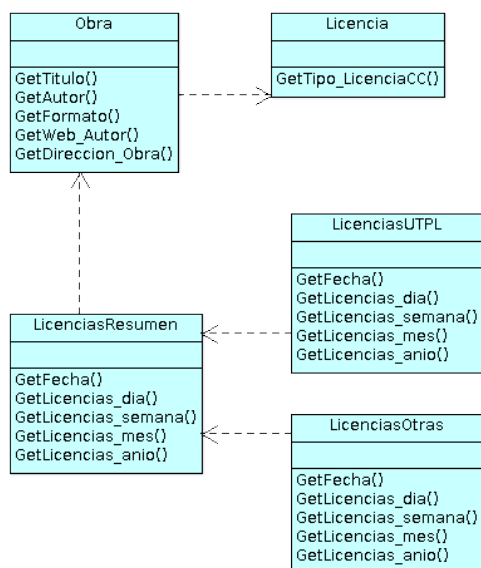 Obra
GetTitulo()
GetAutor()
GetFormato()
GetWeb_Autor()
GetDireccion_Obra()
Licencia
GetTipo_LicenciaCC()
LicenciasUTPL
GetFecha()
GetLicencias_dia()
GetLicencias_semana()
GetLicencias_mes()
GetLicencias_anio()
LicenciasResumen
GetFecha()
GetLicencias_dia()
GetLicencias_semana()
GetLicencias_mes()
GetLicencias_anio()
LicenciasOtras
GetFecha()
GetLicencias_dia()
GetLicencias_semana()
GetLicencias_mes()
GetLicencias_anio()